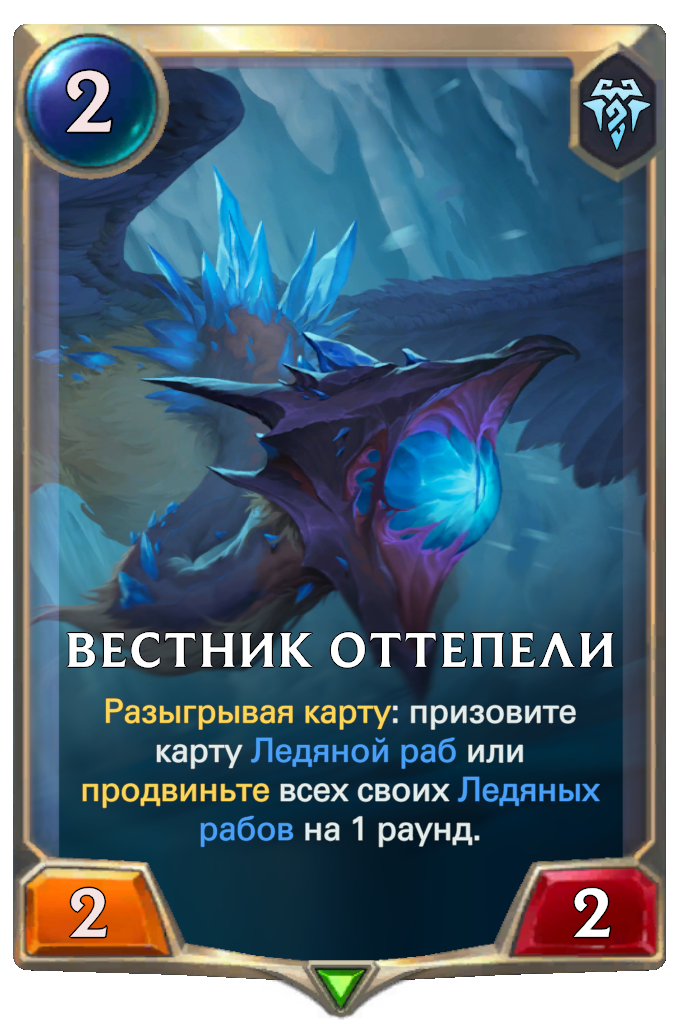 2
ВЕСТНИК ОТТЕПЕЛИ
Разыгрывая карту: призовите
карту Ледяной раб или
продвиньте всех своих Ледяных
рабов на 1 раунд.
2
2